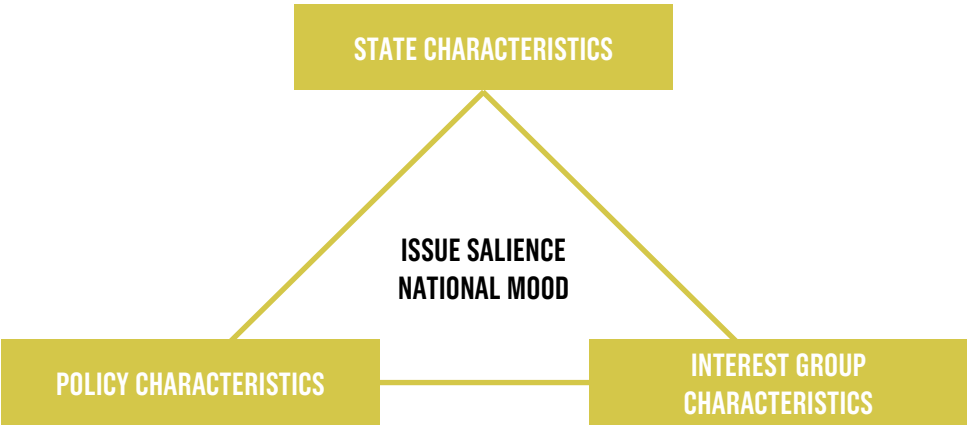 STATE CHARACTERISTICS
ISSUE SALIENCE
NATIONAL MOOD
POLICY CHARACTERISTICS
INTEREST GROUP
CHARACTERISTICS